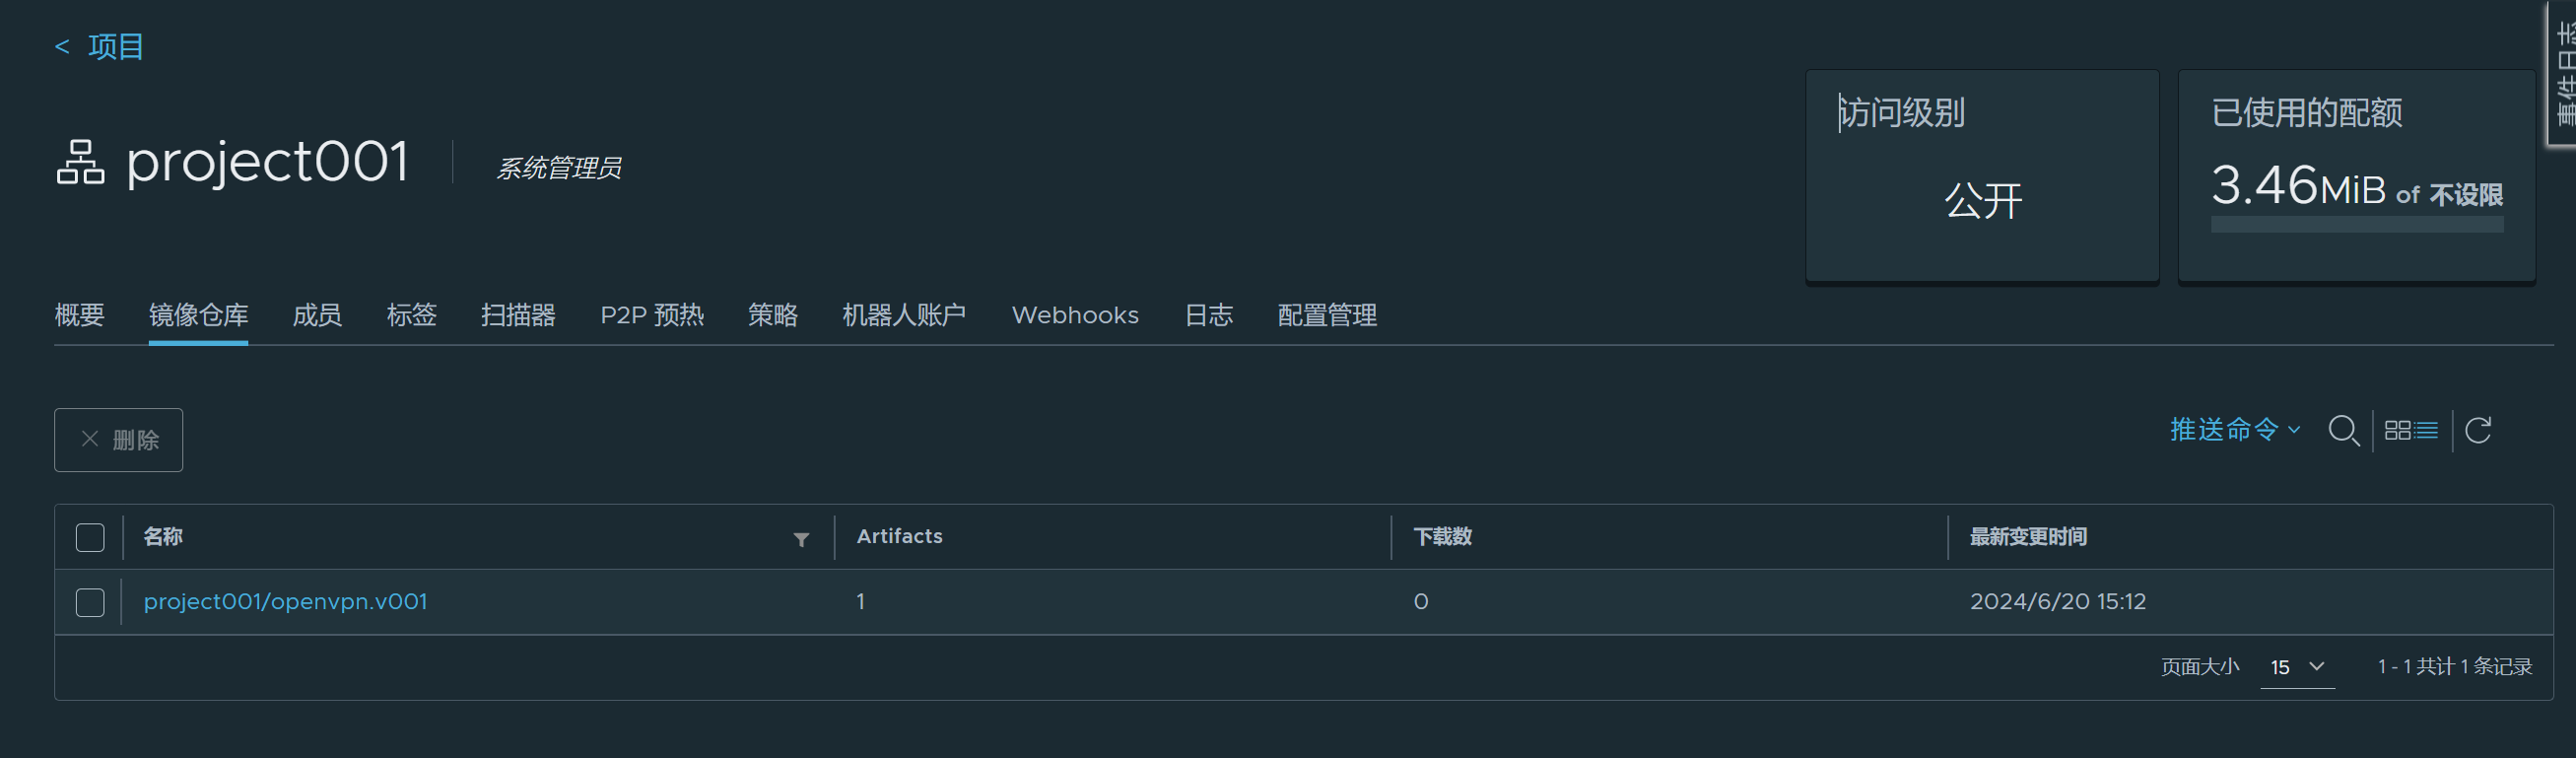 < 项目
project001 系统管理员
访问级别
公开
已使用的配额
3.46MiB of 不设限
事件日志
概要 镜像仓库 成员 标签 扫描器 P2P 预热 策略 机器人账户 Webhooks 日志 配置管理
删除
推送命令
名称 Artifacts 下载数 最新变更时间
project001/openvpn.v001 1 0 2024/6/20 15:12
页面大小 15 1 - 1 共计 1 条记录